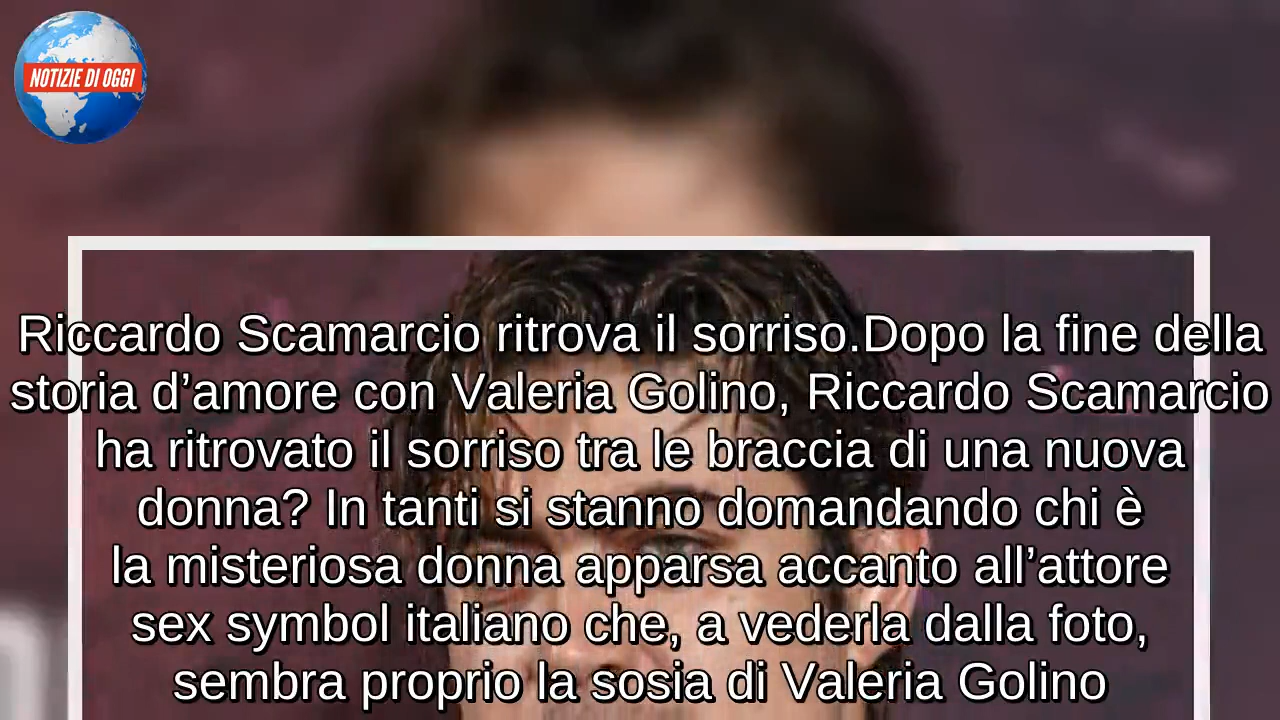 NOTIZIE DI OGGI
Riccardo Scamarcio ritrova il sorriso.Dopo la fine della
storia d’amore con Valeria Golino, Riccardo Scamarcio
ha ritrovato il sorriso tra le braccia di una nuova
donna? In tanti si stanno domandando chi è
la misteriosa donna apparsa accanto all’attore
sex symbol italiano che, a vederla dalla foto,
sembra proprio la sosia di Valeria Golino